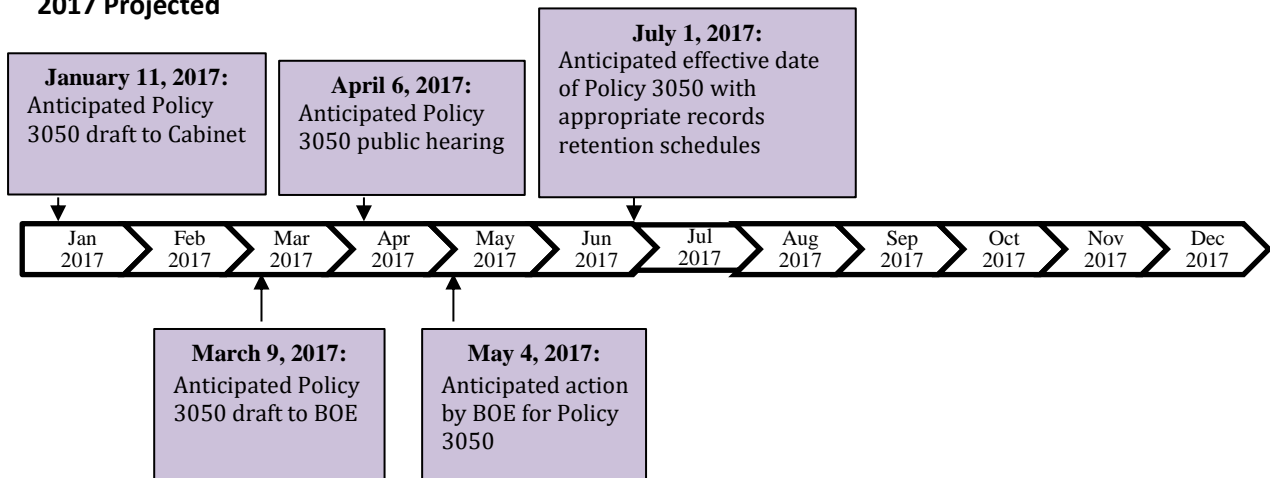 2017 Projected
January 11, 2017:
Anticipated Policy
3050 draft to Cabinet
April 6, 2017:
Anticipated Policy
3050 public hearing
July 1, 2017:
Anticipated effective date
of Policy 3050 with
appropriate records
retention schedules
Jan
2017
Feb
2017
Mar
2017
Apr
2017
May
2017
Jun
2017
Jul
2017
Aug
2017
Sep
2017
Oct
2017
Nov
2017
Dec
2017
March 9, 2017:
Anticipated Policy
3050 draft to BOE
May 4, 2017:
Anticipated action
by BOE for Policy
3050